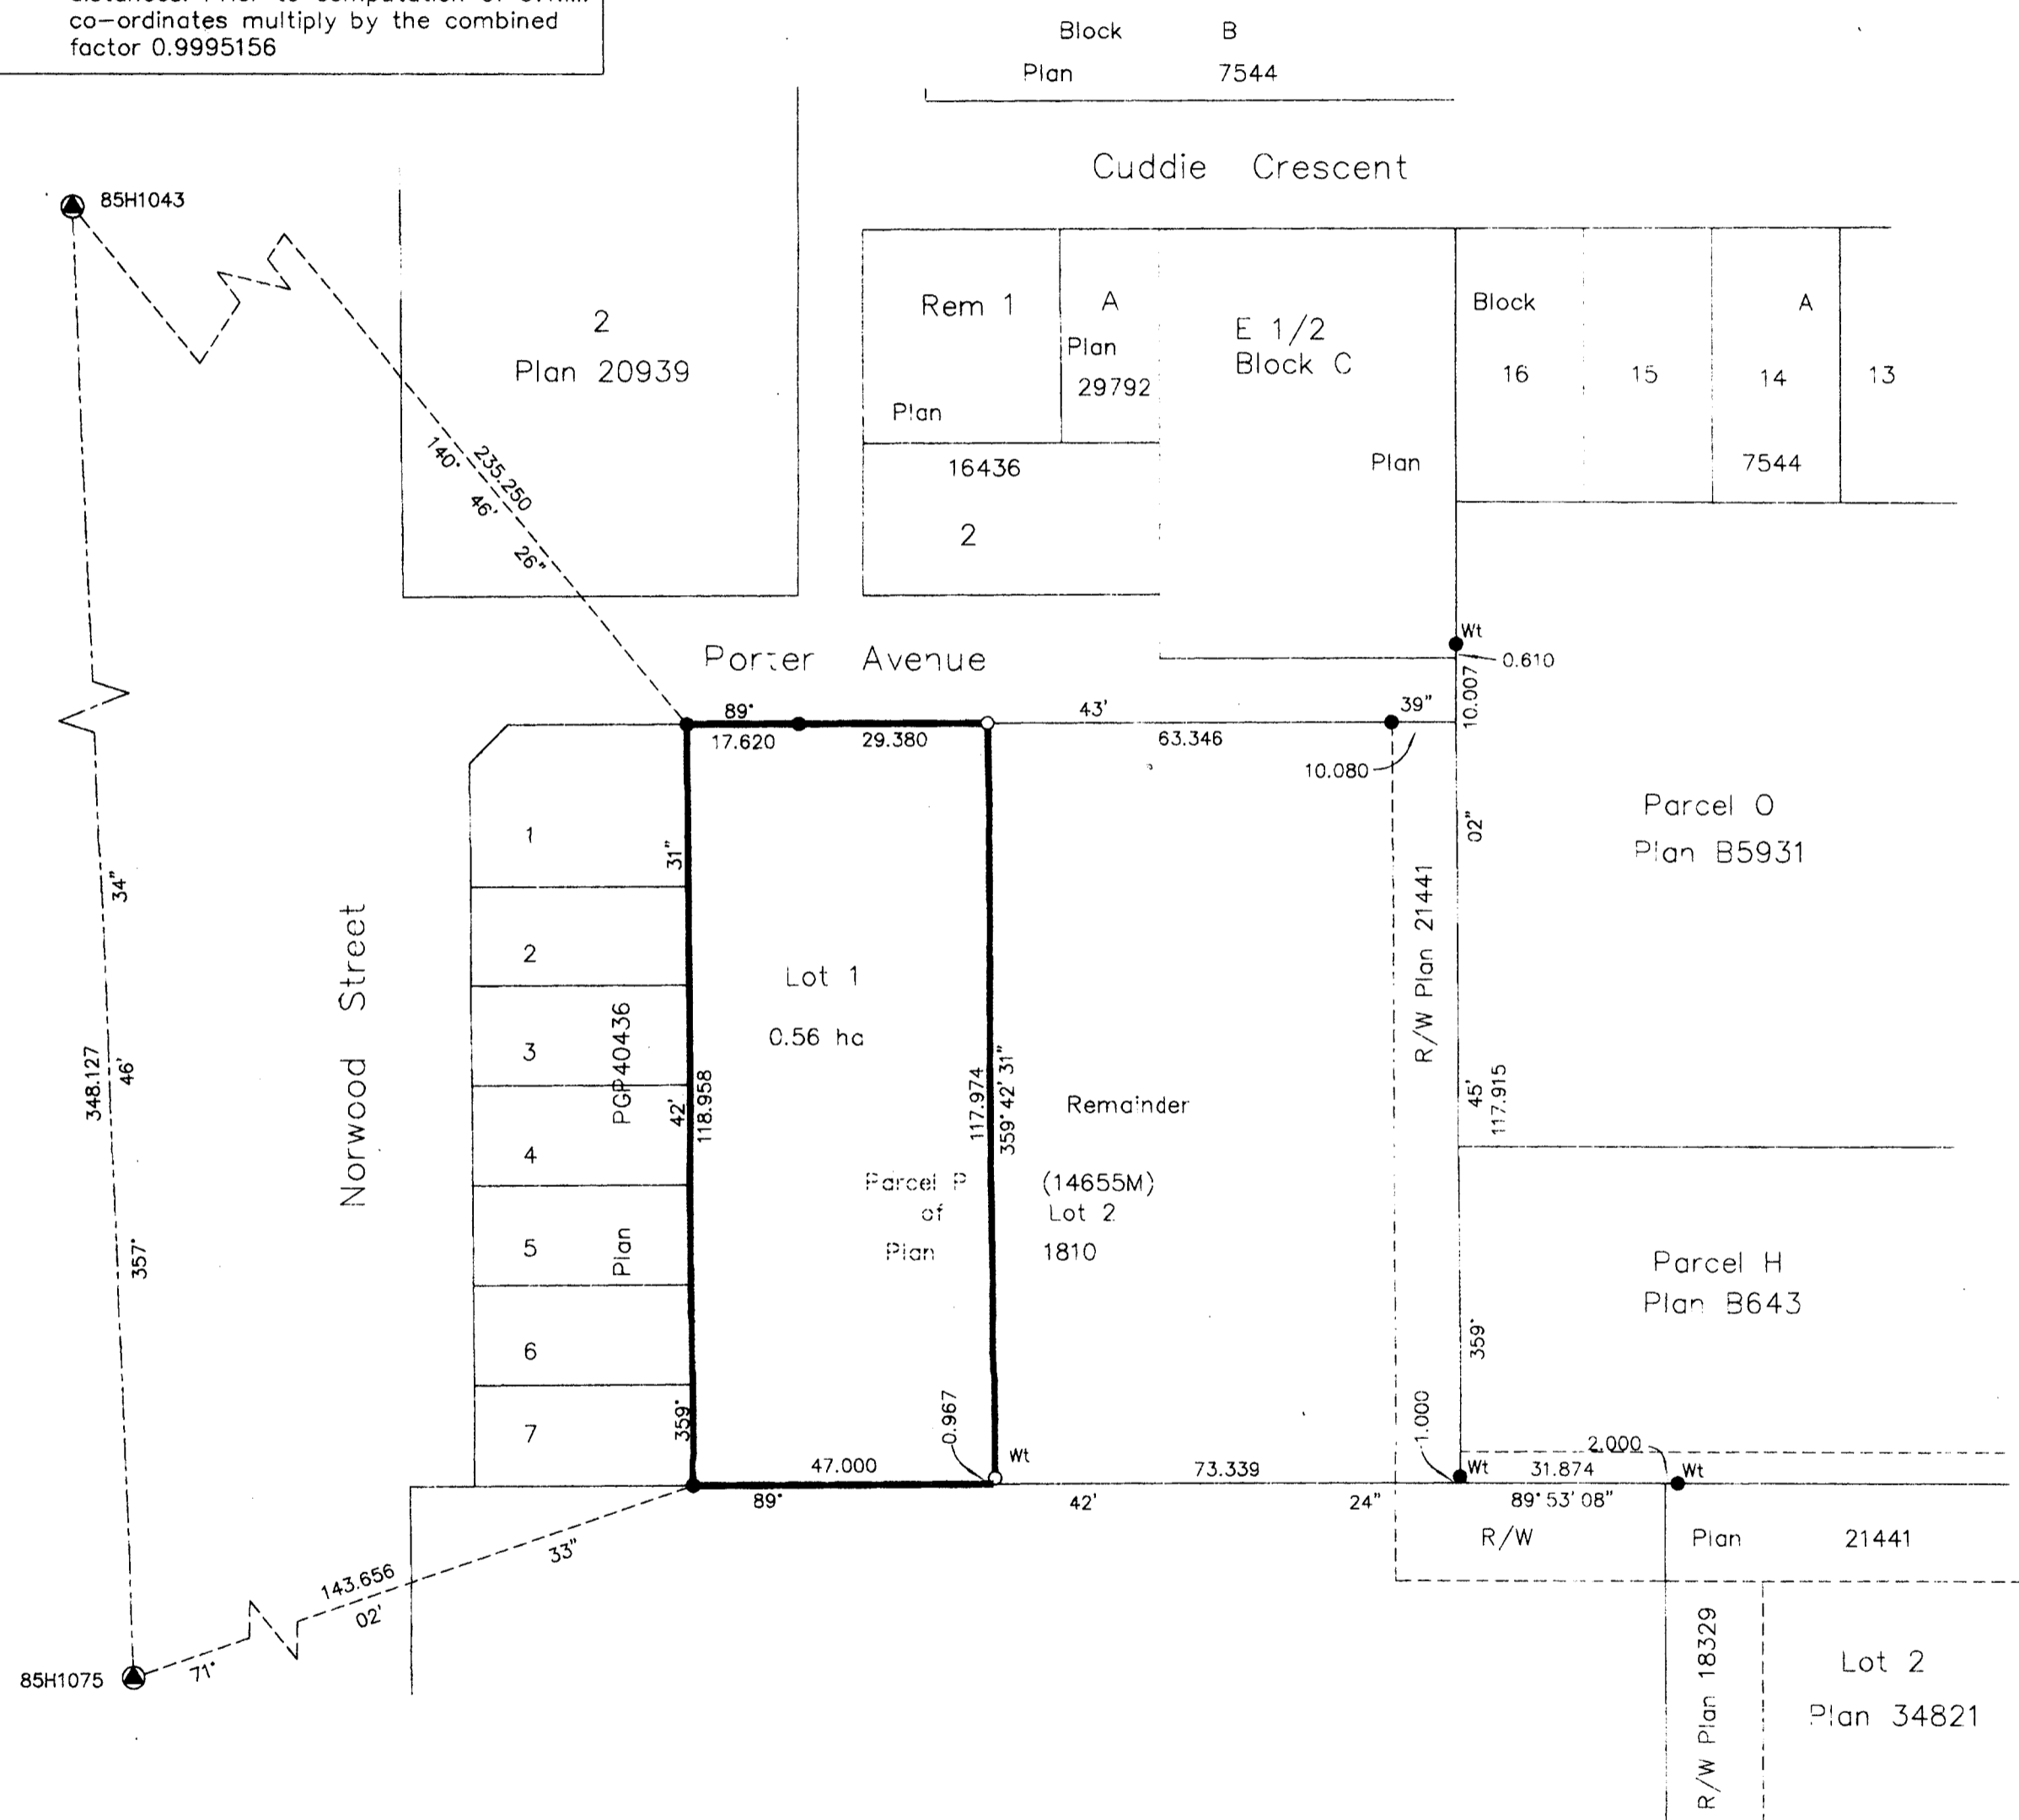 co-ordinates multiply by the combined
factor 0.9995156
Block B
Plan 7544
Cuddie Crescent
85H1043
2
Plan 20939
Rem 1
A
Plan
29792
Plan
16436
2
E 1/2
Block C
Plan
Block A
16 15 14 13
7544
235.250
140° 46' 26"
Porter Avenue
Wt
0.610
10.007
89° 43' 39"
17.620 29.380 63.346
10.080
Parcel O
Plan B5931
02"
R/W Plan 21441
45'
117.915
359°
34"
348.127
46'
357°
Norwood Street
1
2
3
4
5
6
7
Plan PGP40436
31"
42'
118.958
359°
Lot 1
0.56 ha
117.974
359° 42' 31"
Remainder
Parcel P (14655M)
of Lot 2
Plan 1810
Parcel H
Plan B643
0.967
Wt
1.000
Wt
2.000
Wt
47.000 73.339 31.874
89° 42' 24" 89° 53' 08"
R/W Plan 21441
143.656
71° 02' 33"
85H1075
R/W Plan 18329
Lot 2
Plan 34821